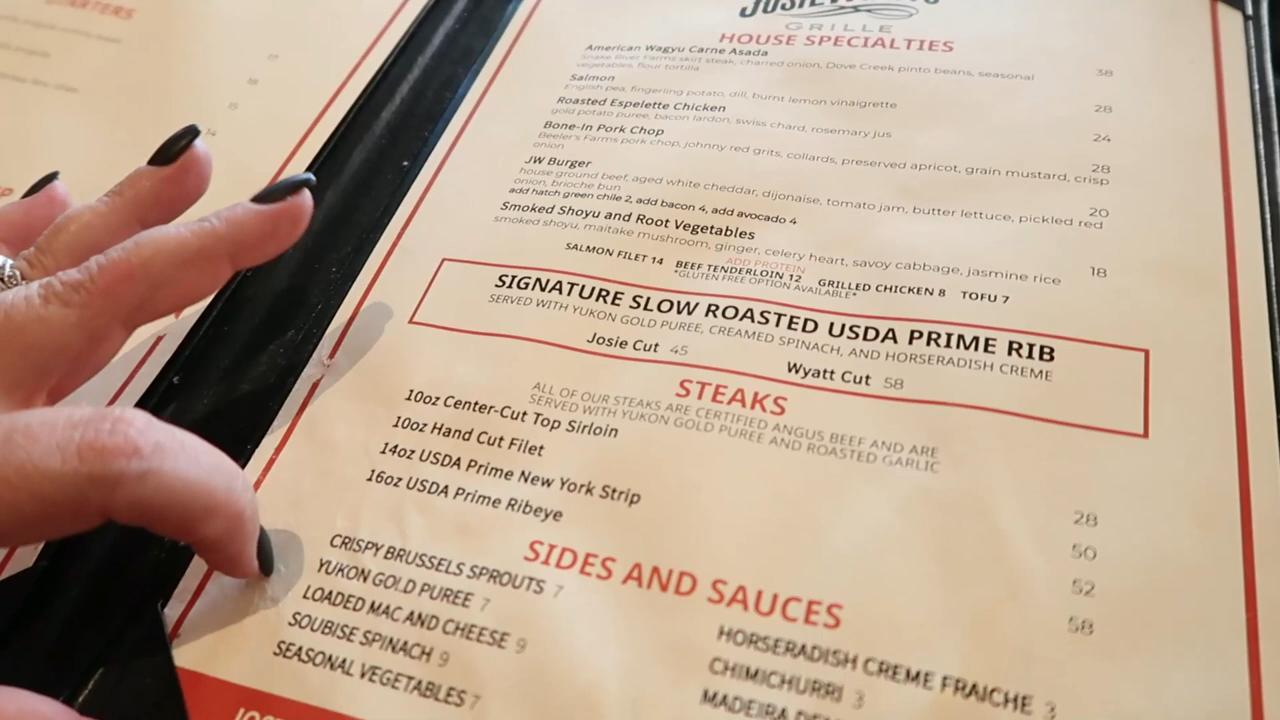 GRILLE
HOUSE SPECIALTIES
American Wagyu Carne Asada
Snake River Farms skirt steak, charred onion, Dove Creek pinto beans, seasonal 38
vegetables, flour tortilla
Salmon
English pea, fingerling potato, dill, burnt lemon vinaigrette 28
Roasted Espelette Chicken
gold potato puree, bacon lardon, swiss chard, rosemary jus 24
Bone-In Pork Chop
Beeler's Farms pork chop, johnny red grits, collards, preserved apricot, grain mustard, crisp 28
onion
JW Burger
house ground beef, aged white cheddar, dijonaise, tomato jam, butter lettuce, pickled red 20
onion, brioche bun
add hatch green chile 2, add bacon 4, add avocado 4
Smoked Shoyu and Root Vegetables
smoked shoyu, maitake mushroom, ginger, celery heart, savoy cabbage, jasmine rice 18
ADD PROTEIN
SALMON FILET 14 BEEF TENDERLOIN 12 GRILLED CHICKEN 8 TOFU 7
*GLUTEN FREE OPTION AVAILABLE*
SIGNATURE SLOW ROASTED USDA PRIME RIB
SERVED WITH YUKON GOLD PUREE, CREAMED SPINACH, AND HORSERADISH CREME
Josie Cut 45 Wyatt Cut 58
STEAKS
ALL OF OUR STEAKS ARE CERTIFIED ANGUS BEEF AND ARE
SERVED WITH YUKON GOLD PUREE AND ROASTED GARLIC
10oz Center-Cut Top Sirloin 28
10oz Hand Cut Filet 50
14oz USDA Prime New York Strip 52
16oz USDA Prime Ribeye 58
SIDES AND SAUCES
CRISPY BRUSSELS SPROUTS 7
YUKON GOLD PUREE 7
LOADED MAC AND CHEESE 9
SOUBISE SPINACH 9
SEASONAL VEGETABLES 7
HORSERADISH CREME FRAICHE 3
CHIMICHURRI 3
MADEIRA